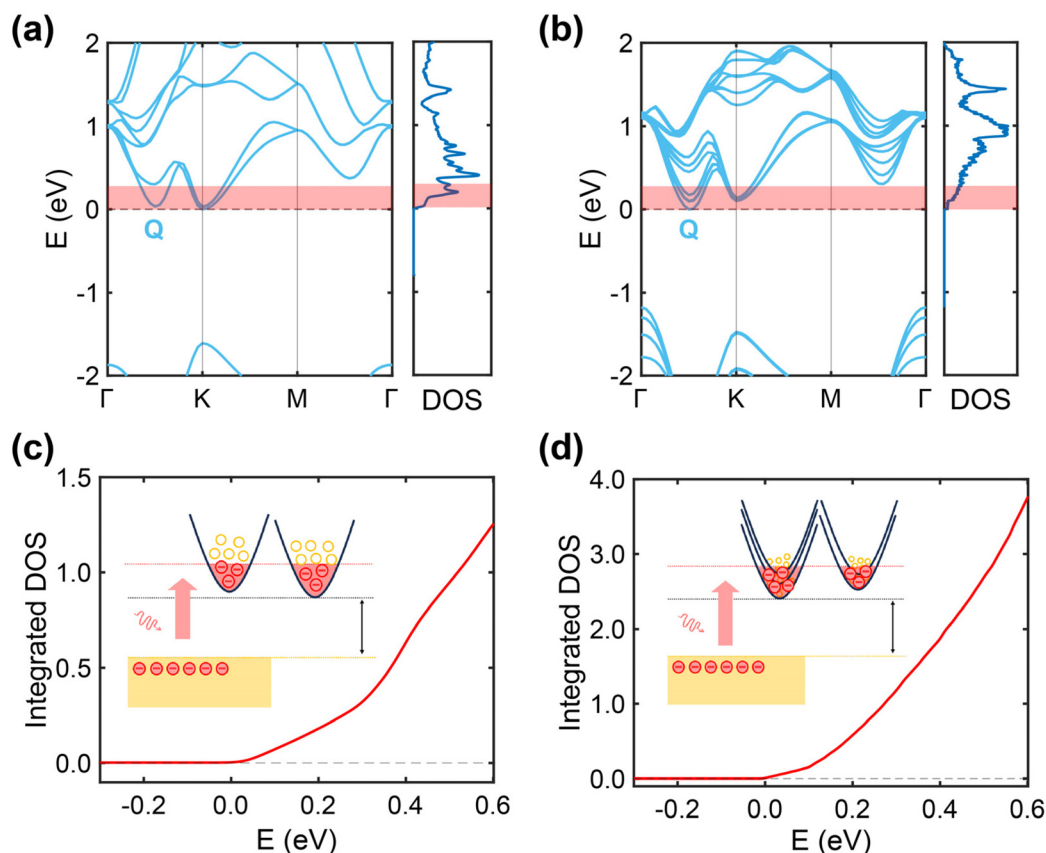 (a)
2
1
0
-1
-2
E (eV)
Q
Γ
K
M
Γ
DOS
(b)
2
1
0
-1
-2
E (eV)
Q
Γ
K
M
Γ
DOS
(c)
1.5
1.0
0.5
0.0
Integrated DOS
-0.2
0.0
0.2
0.4
0.6
E (eV)
(d)
4.0
3.0
2.0
1.0
0.0
Integrated DOS
-0.2
0.0
0.2
0.4
0.6
E (eV)